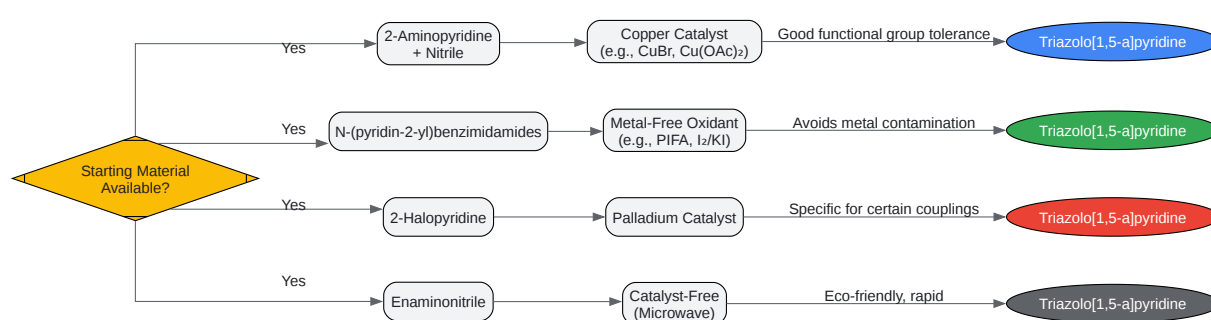 Yes
2-Aminopyridine
+ Nitrile
Copper Catalyst
(e.g., CuBr, Cu(OAc)₂)
Good functional group tolerance
Triazolo[1,5-a]pyridine
Yes
N-(pyridin-2-yl)benzimidamides
Metal-Free Oxidant
(e.g., PIFA, I₂/KI)
Avoids metal contamination
Triazolo[1,5-a]pyridine
Starting Material
Available?
Yes
2-Halopyridine
Palladium Catalyst
Specific for certain couplings
Triazolo[1,5-a]pyridine
Yes
Enaminonitrile
Catalyst-Free
(Microwave)
Eco-friendly, rapid
Triazolo[1,5-a]pyridine